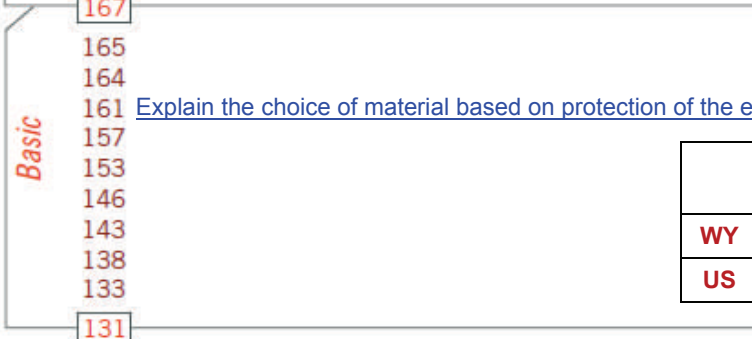 167
165
164
161 Explain the choice of material based on protection of the e
157
Basic
153
146
143
WY
138
US
133
131